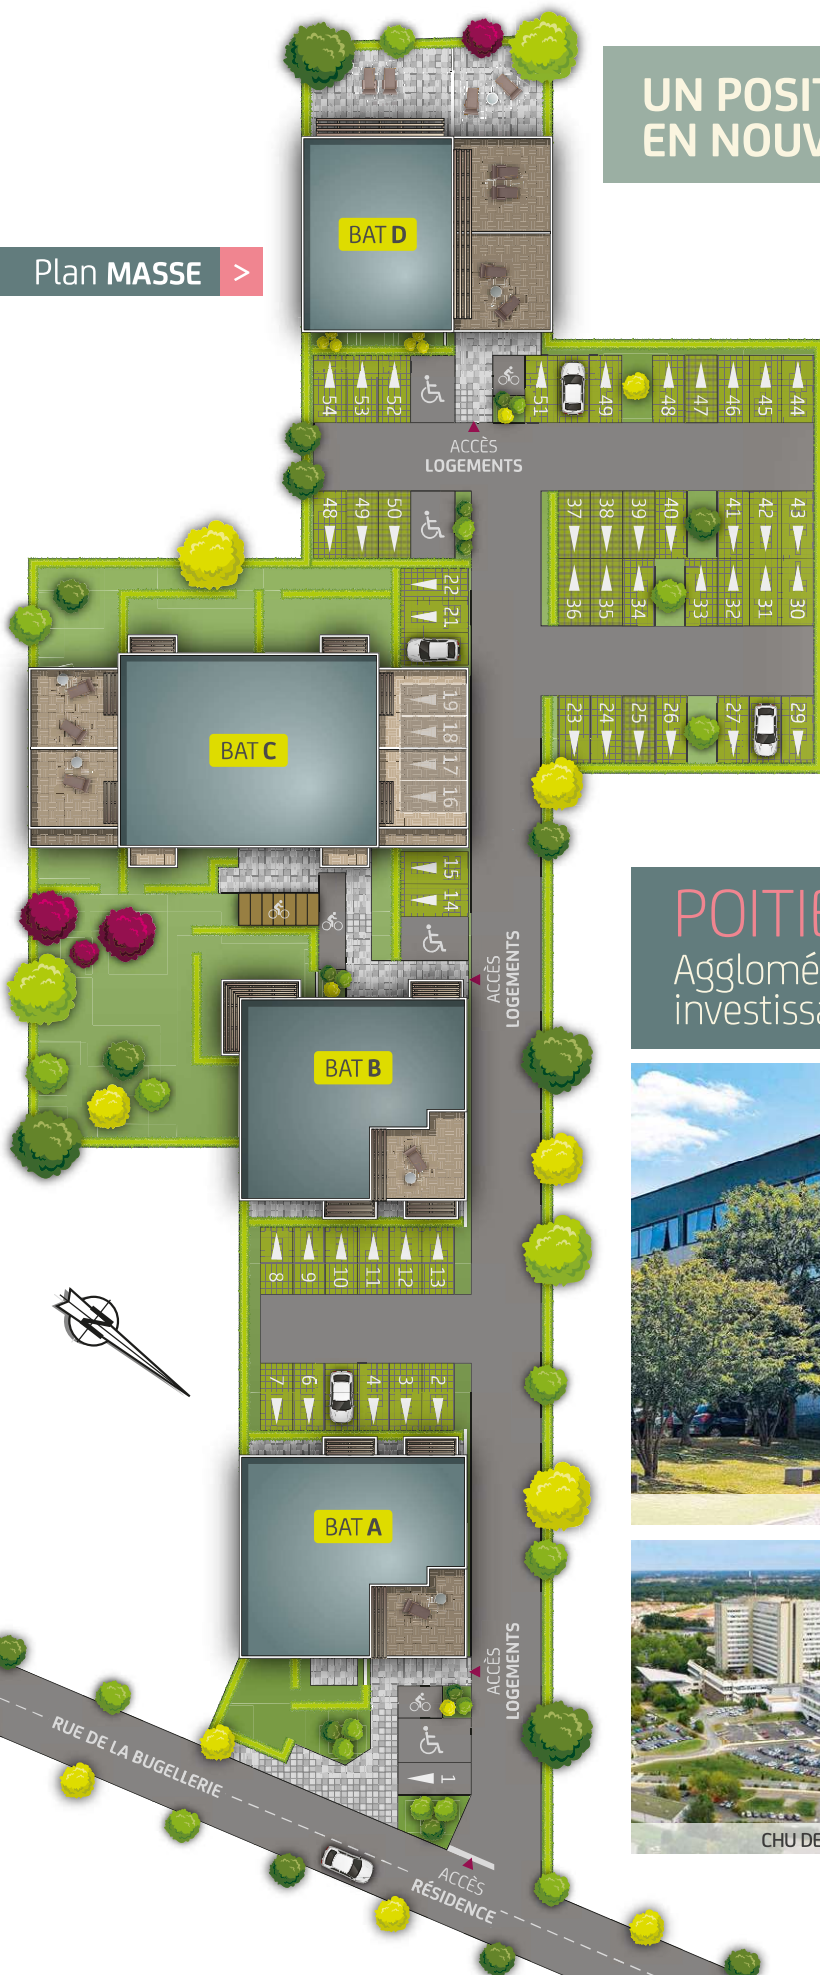 UN POSIT
EN NOUV
BAT D
Plan MASSE >
54 53 52 51 49 48 47 46 45 44
ACCÈS
LOGEMENTS
48 49 50 37 38 39 40 41 42 43
36 35 34 33 32 31 30
22
21
19
18
17
16
23 24 25 26 27 29
BAT C
15
14
ACCÈS
LOGEMENTS
POITIE
Agglomé
investissa
BAT B
8 9 10 11 12 13
N
7 6 4 3 2
BAT A
ACCÈS
LOGEMENTS
1
RUE DE LA BUGELLERIE
ACCÈS
RÉSIDENCE
CHU DE